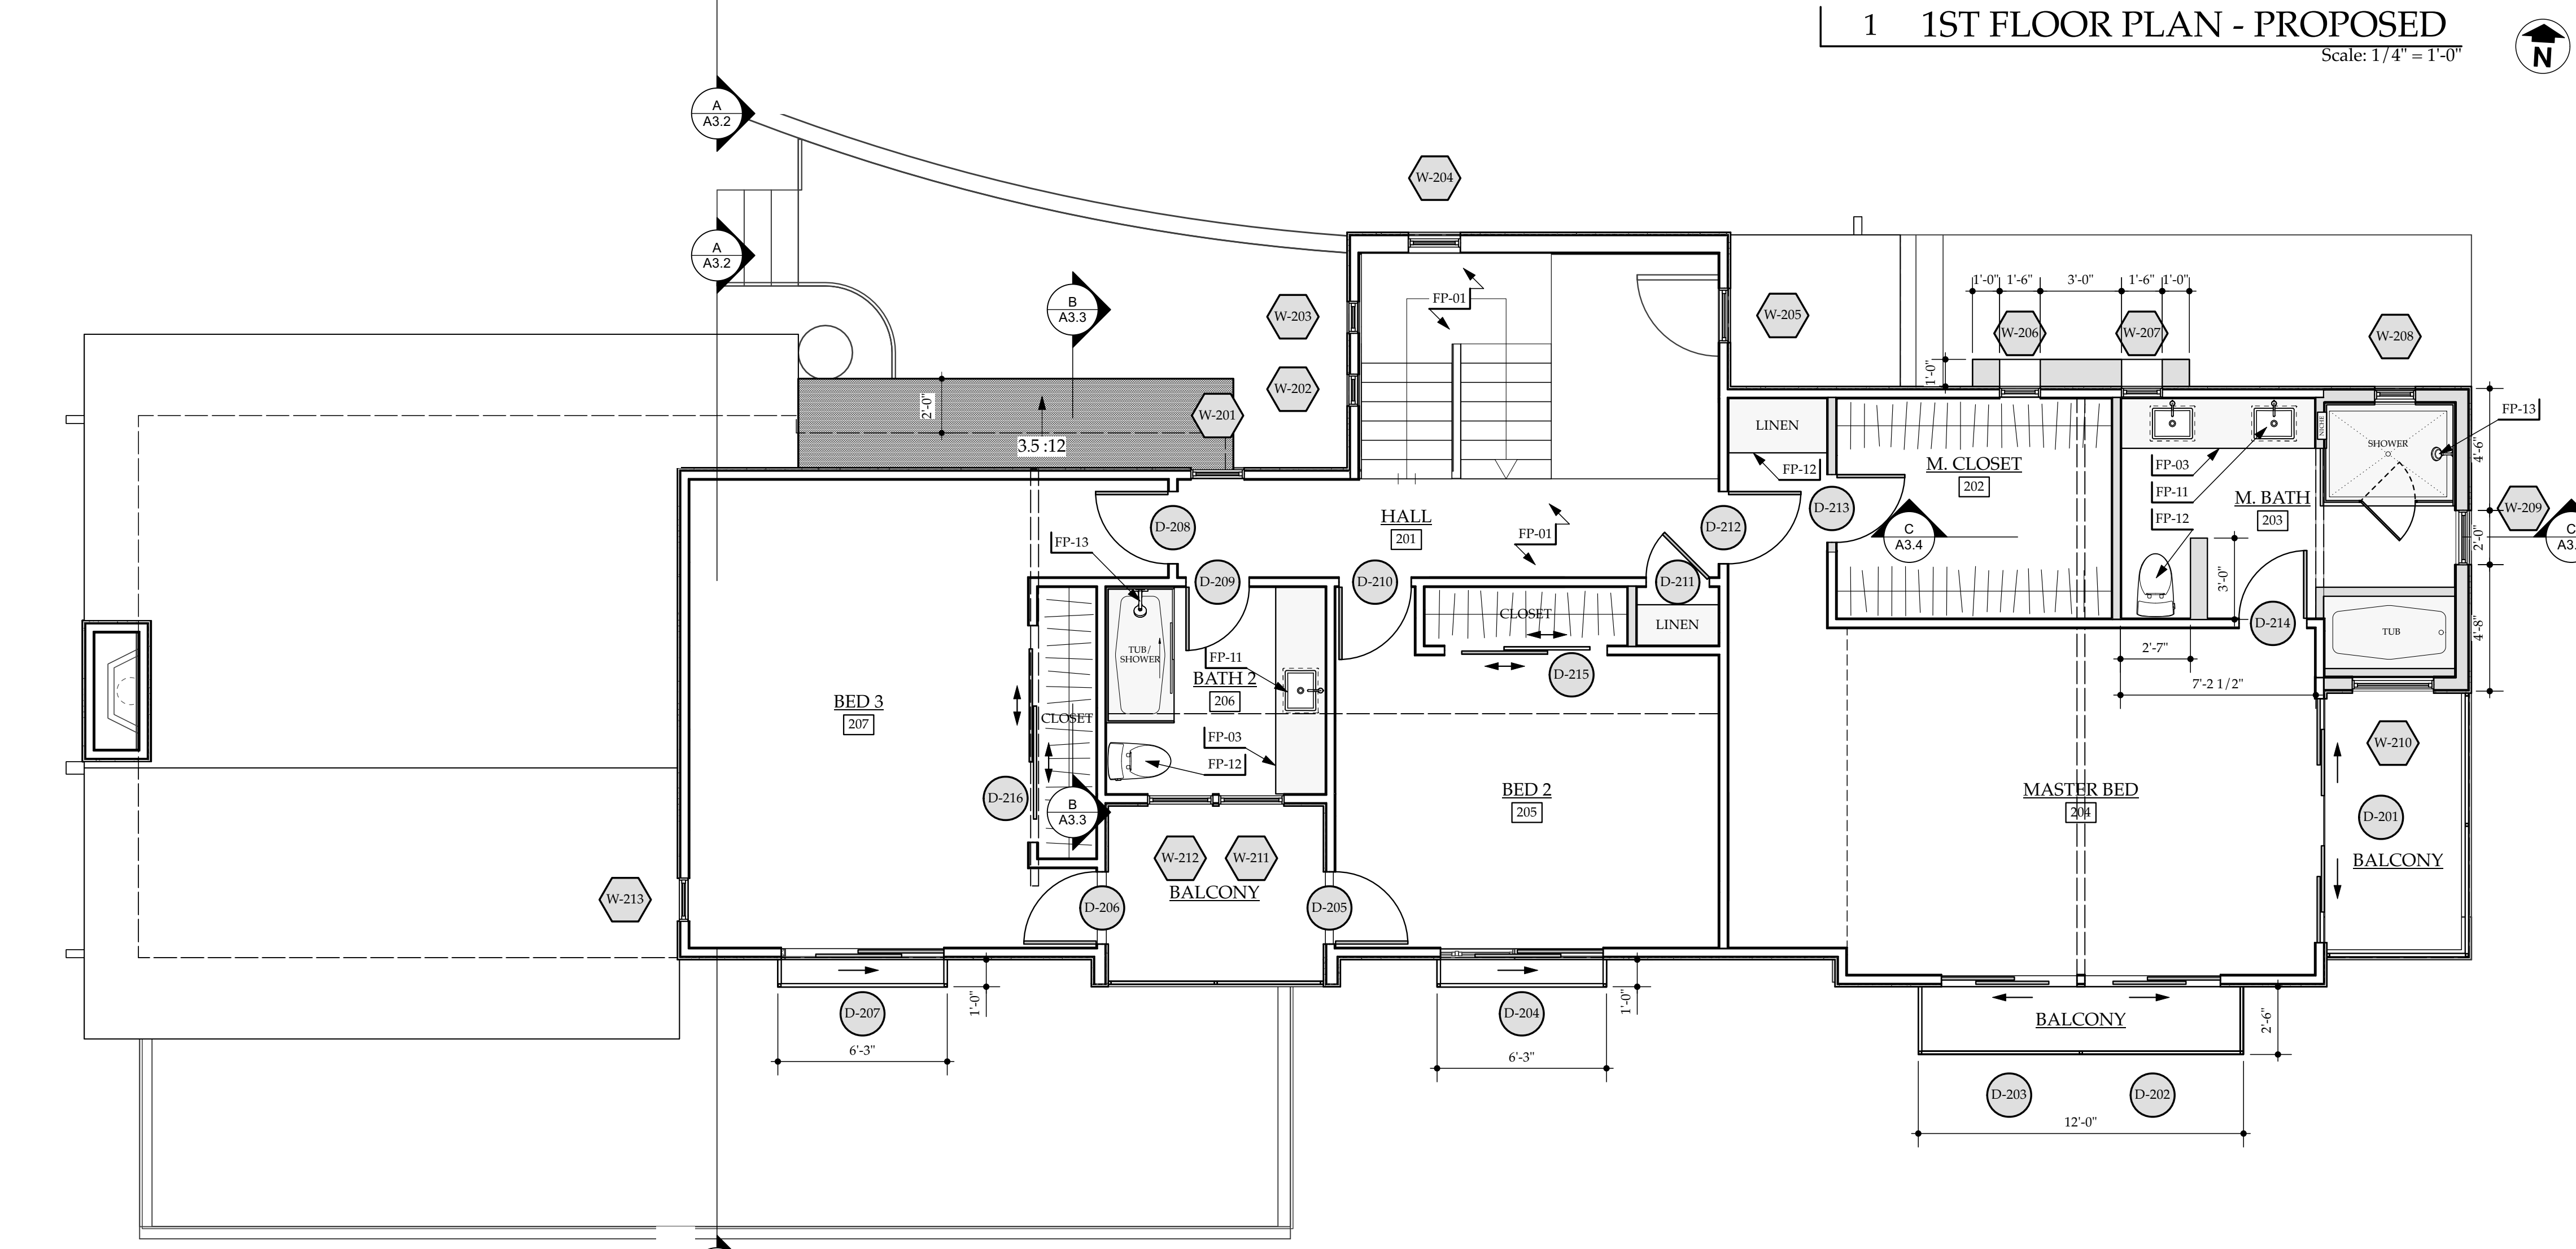 1 1ST FLOOR PLAN - PROPOSED
Scale: 1/4" = 1'-0"
N
A
A3.2
W-204
A
A3.2
B
A3.3
W-203
FP-01
W-205
1'-0" 1'-6" 3'-0" 1'-6" 1'-0"
W-206
W-207
W-208
1'-0"
W-202
2'-0"
W-201
3.5 :12
LINEN
FP-12
M. CLOSET
202
FP-03
FP-11
FP-12
M. BATH
203
NICHE
SHOWER
FP-13
4'-6"
W-209
2'-0"
C
A3.
D-208
HALL
201
FP-01
D-212
D-213
C
A3.4
FP-13
D-209
D-210
D-211
3'-0"
CLOSET
LINEN
D-214
TUB
4'-8"
TUB/
SHOWER
FP-11
BATH 2
206
D-215
2'-7"
7'-2 1/2"
BED 3
207
CLOSET
FP-03
FP-12
W-210
D-216
B
A3.3
BED 2
205
MASTER BED
204
D-201
BALCONY
W-212
W-211
BALCONY
W-213
D-206
D-205
1'-0"
1'-0"
D-207
D-204
BALCONY
2'-6"
6'-3"
6'-3"
D-203
D-202
12'-0"